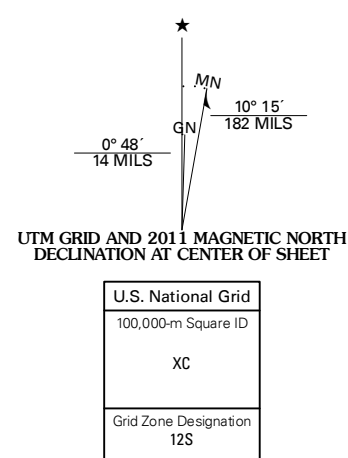 ★
MN
GN
10° 15´
182 MILS
0° 48´
14 MILS
UTM GRID AND 2011 MAGNETIC NORTH
DECLINATION AT CENTER OF SHEET
U.S. National Grid
100,000-m Square ID
XC
Grid Zone Designation
12S